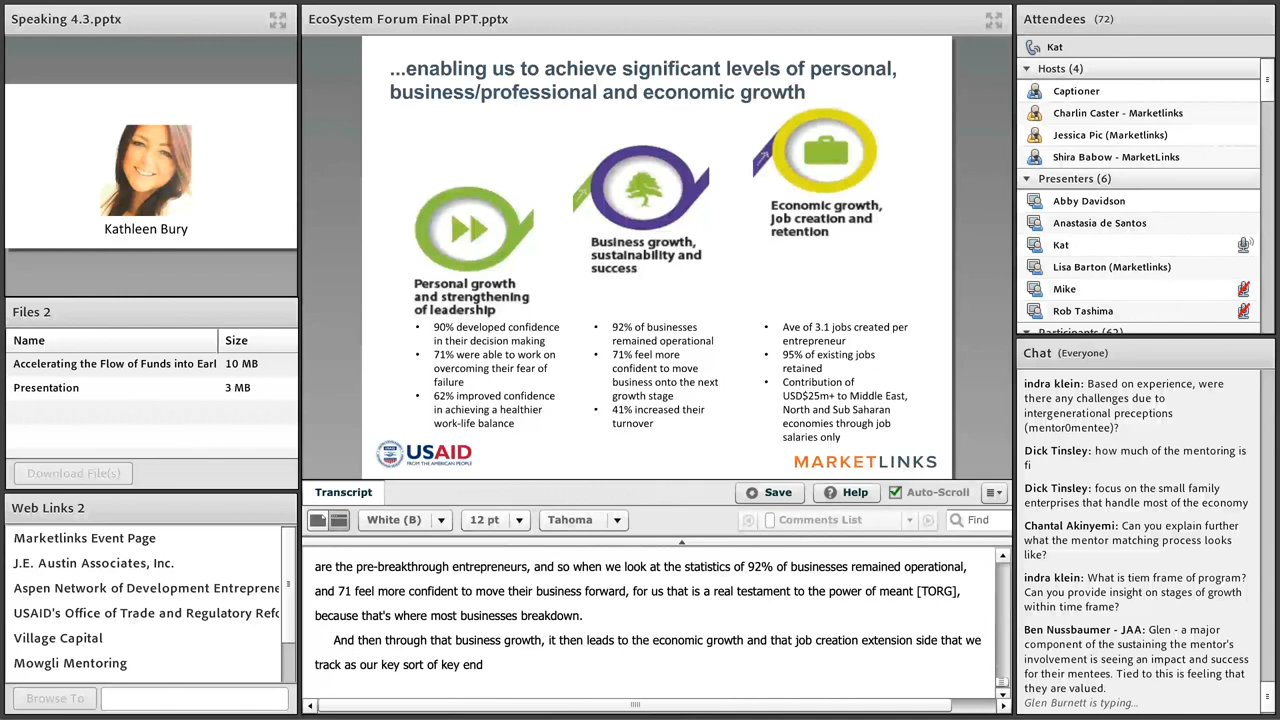 Speaking 4.3.pptx
Kathleen Bury
Files 2
Name Size
Accelerating the Flow of Funds into Earl 10 MB
Presentation 3 MB
Download File(s)
Web Links 2
Marketlinks Event Page
J.E. Austin Associates, Inc.
Aspen Network of Development Entreprene
USAID's Office of Trade and Regulatory Refo
Village Capital
Mowgli Mentoring
Browse To
EcoSystem Forum Final PPT.pptx
...enabling us to achieve significant levels of personal,
business/professional and economic growth
Personal growth
and strengthening
of leadership
• 90% developed confidence
in their decision making
• 71% were able to work on
overcoming their fear of
failure
• 62% improved confidence
in achieving a healthier
work-life balance
Business growth,
sustainability and
success
• 92% of businesses
remained operational
• 71% feel more
confident to move
business onto the next
growth stage
• 41% increased their
turnover
Economic growth,
Job creation and
retention
• Ave of 3.1 jobs created per
entrepreneur
• 95% of existing jobs
retained
• Contribution of
USD$25m+ to Middle East,
North and Sub Saharan
economies through job
salaries only
USAID
FROM THE AMERICAN PEOPLE
MARKETLINKS
Transcript Save Help Auto-Scroll
White (B) 12 pt Tahoma Comments List Find
are the pre-breakthrough entrepreneurs, and so when we look at the statistics of 92% of businesses remained operational,
and 71 feel more confident to move their business forward, for us that is a real testament to the power of meant [TORG],
because that's where most businesses breakdown.
And then through that business growth, it then leads to the economic growth and that job creation extension side that we
track as our key sort of key end
Attendees (72)
Kat
Hosts (4)
Captioner
Charlin Caster - Marketlinks
Jessica Pic (Marketlinks)
Shira Babow - MarketLinks
Presenters (6)
Abby Davidson
Anastasia de Santos
Kat
Lisa Barton (Marketlinks)
Mike
Rob Tashima
Participants (62)
Chat (Everyone)
indra klein: Based on experience, were
there any challenges due to
intergenerational preceptions
(mentor0mentee)?
Dick Tinsley: how much of the mentoring is
fi
Dick Tinsley: focus on the small family
enterprises that handle most of the economy
Chantal Akinyemi: Can you explain further
what the mentor matching process looks
like?
indra klein: What is tiem frame of program?
Can you provide insight on stages of growth
within time frame?
Ben Nussbaumer - JAA: Glen - a major
component of the sustaining the mentor's
involvement is seeing an impact and success
for their mentees. Tied to this is feeling that
they are valued.
Glen Burnett is typing...